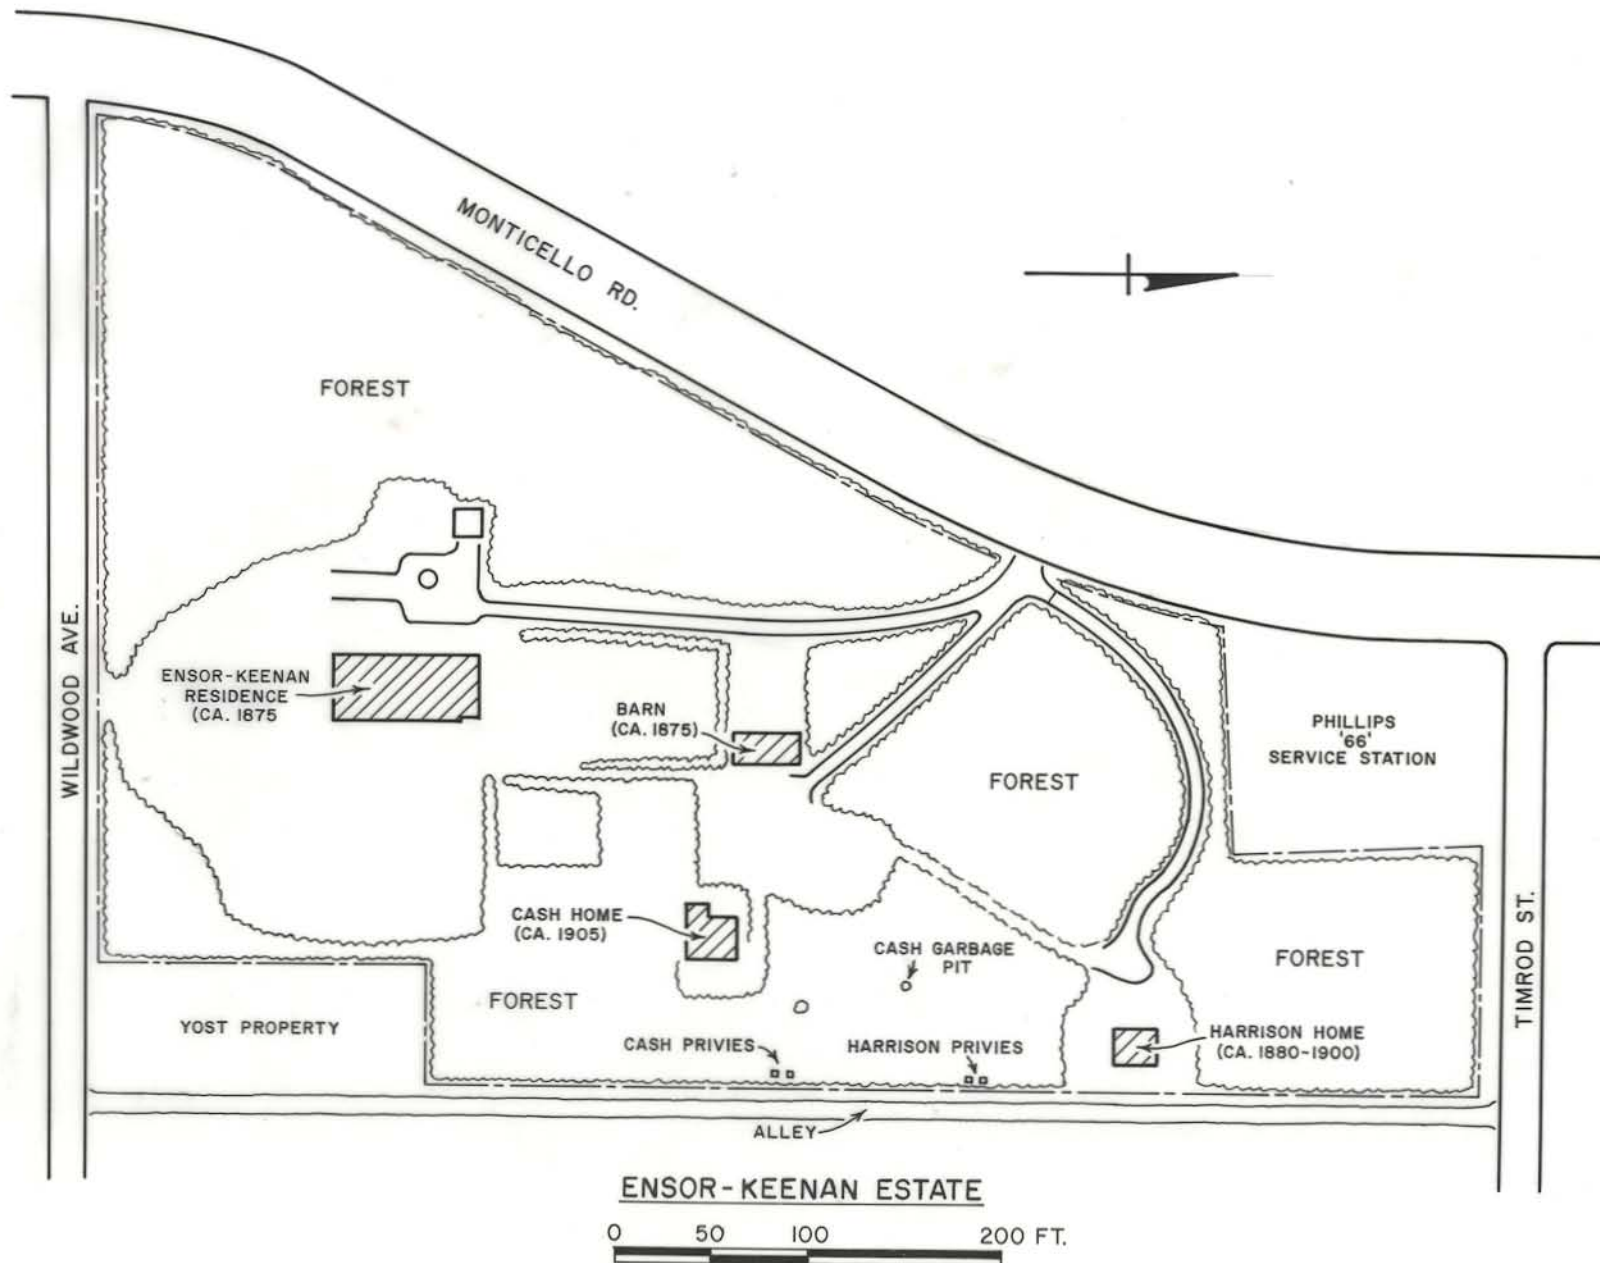 MONTICELLO RD.
FOREST
WILDWOOD AVE.
ENSOR-KEENAN
RESIDENCE
(CA. 1875
BARN
(CA. 1875)
FOREST
PHILLIPS
'66'
SERVICE STATION
CASH HOME
(CA. 1905)
CASH GARBAGE
PIT
FOREST
FOREST
TIMROD ST.
YOST PROPERTY
CASH PRIVIES
HARRISON PRIVIES
HARRISON HOME
(CA. 1880-1900)
ALLEY
ENSOR-KEENAN ESTATE
0 50 100 200 FT.